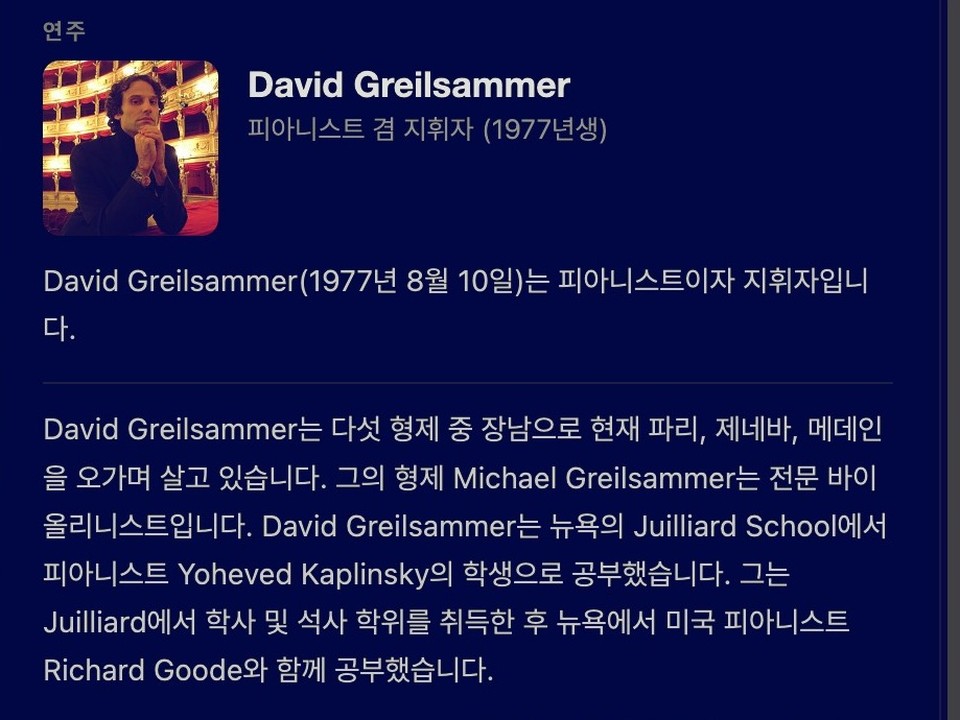 연주
David Greilsammer
피아니스트 겸 지휘자 (1977년생)
David Greilsammer(1977년 8월 10일)는 피아니스트이자 지휘자입니
다.
David Greilsammer는 다섯 형제 중 장남으로 현재 파리, 제네바, 메데인
을 오가며 살고 있습니다. 그의 형제 Michael Greilsammer는 전문 바이
올리니스트입니다. David Greilsammer는 뉴욕의 Juilliard School에서
피아니스트 Yoheved Kaplinsky의 학생으로 공부했습니다. 그는
Juilliard에서 학사 및 석사 학위를 취득한 후 뉴욕에서 미국 피아니스트
Richard Goode와 함께 공부했습니다.